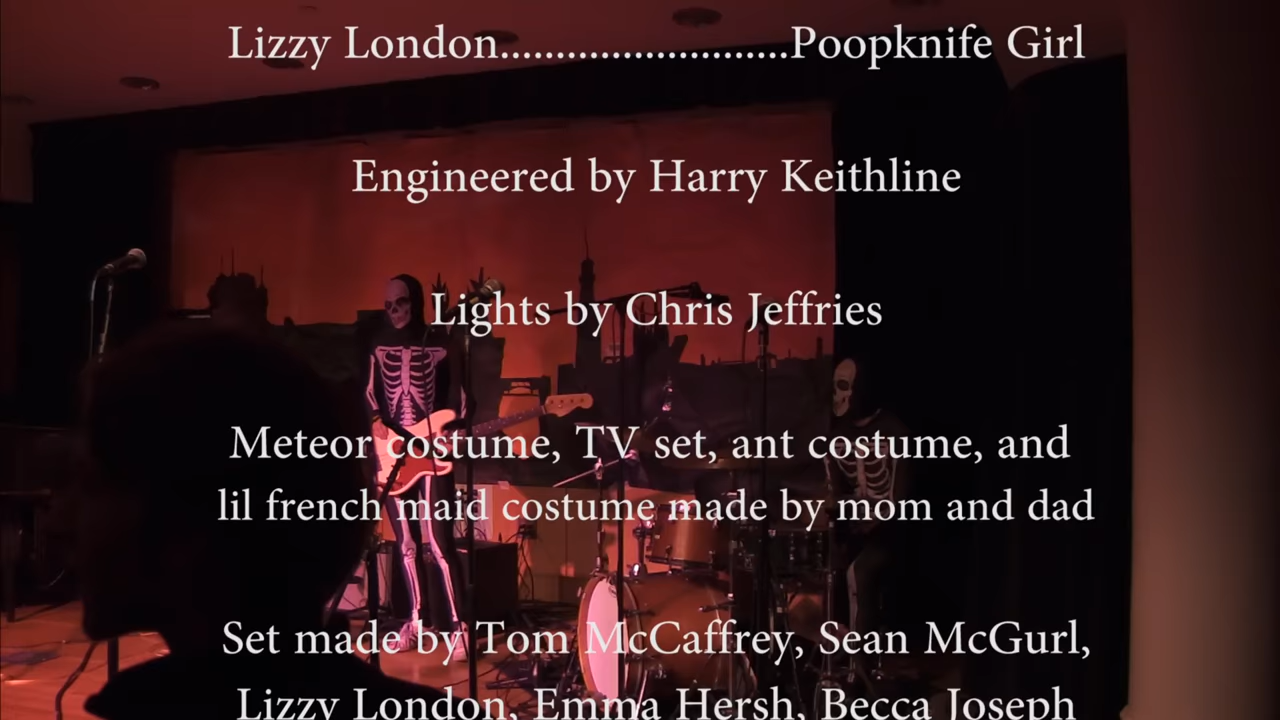 Lizzy London..........................Poopknife Girl
Engineered by Harry Keithline
Lights by Chris Jeffries
Meteor costume, TV set, ant costume, and
lil french maid costume made by mom and dad
Set made by Tom McCaffrey, Sean McGurl,
Lizzy London, Emma Hersh, Becca Joseph